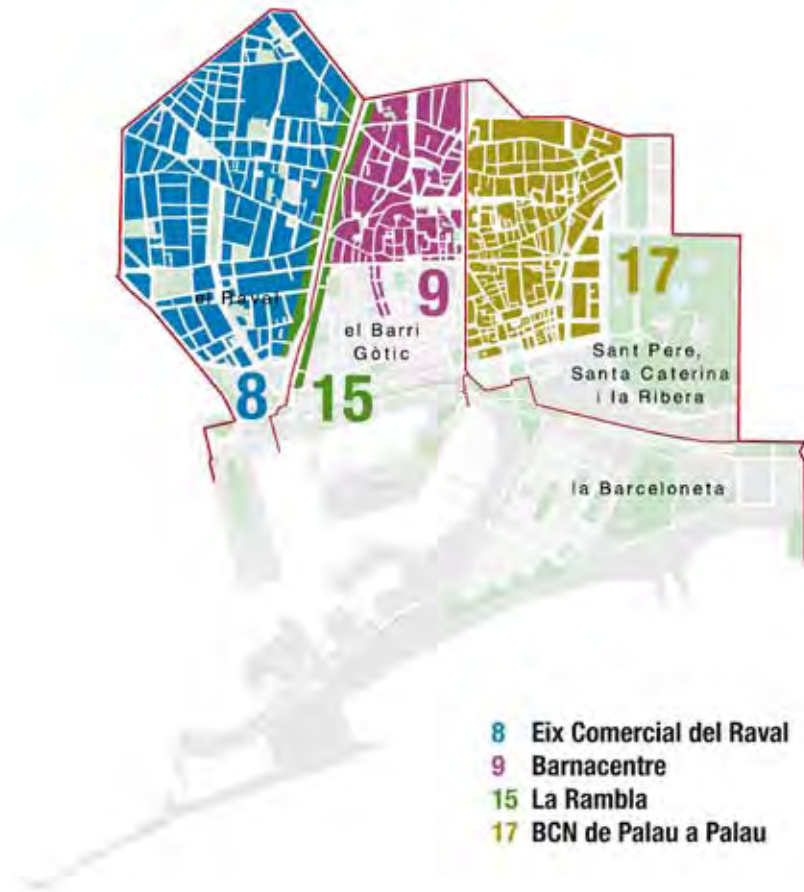 el Raval
9
17
el Barri
Gòtic
Sant Pere,
Santa Caterina
i la Ribera
8
15
la Barceloneta
8 Eix Comercial del Raval
9 Barnacentre
15 La Rambla
17 BCN de Palau a Palau